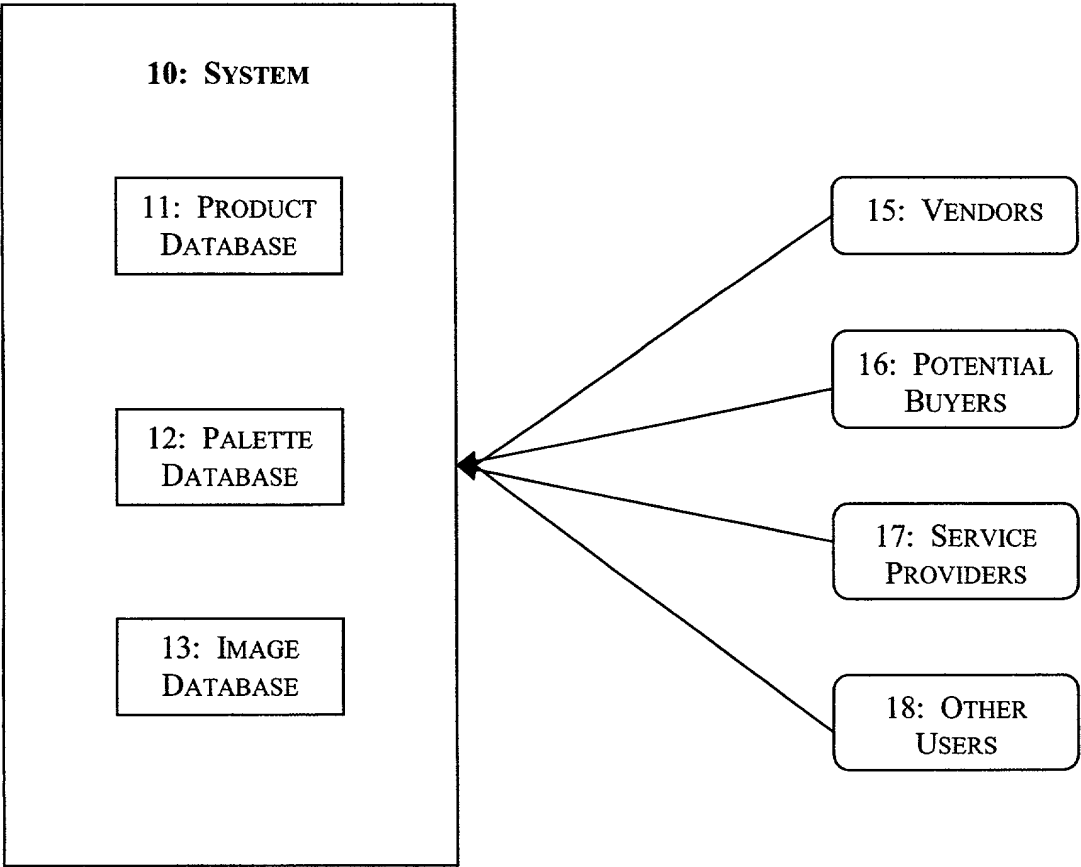 10: SYSTEM
11: PRODUCT
DATABASE
12: PALETTE
DATABASE
13: IMAGE
DATABASE
15: VENDORS
16: POTENTIAL
BUYERS
17: SERVICE
PROVIDERS
18: OTHER
USERS